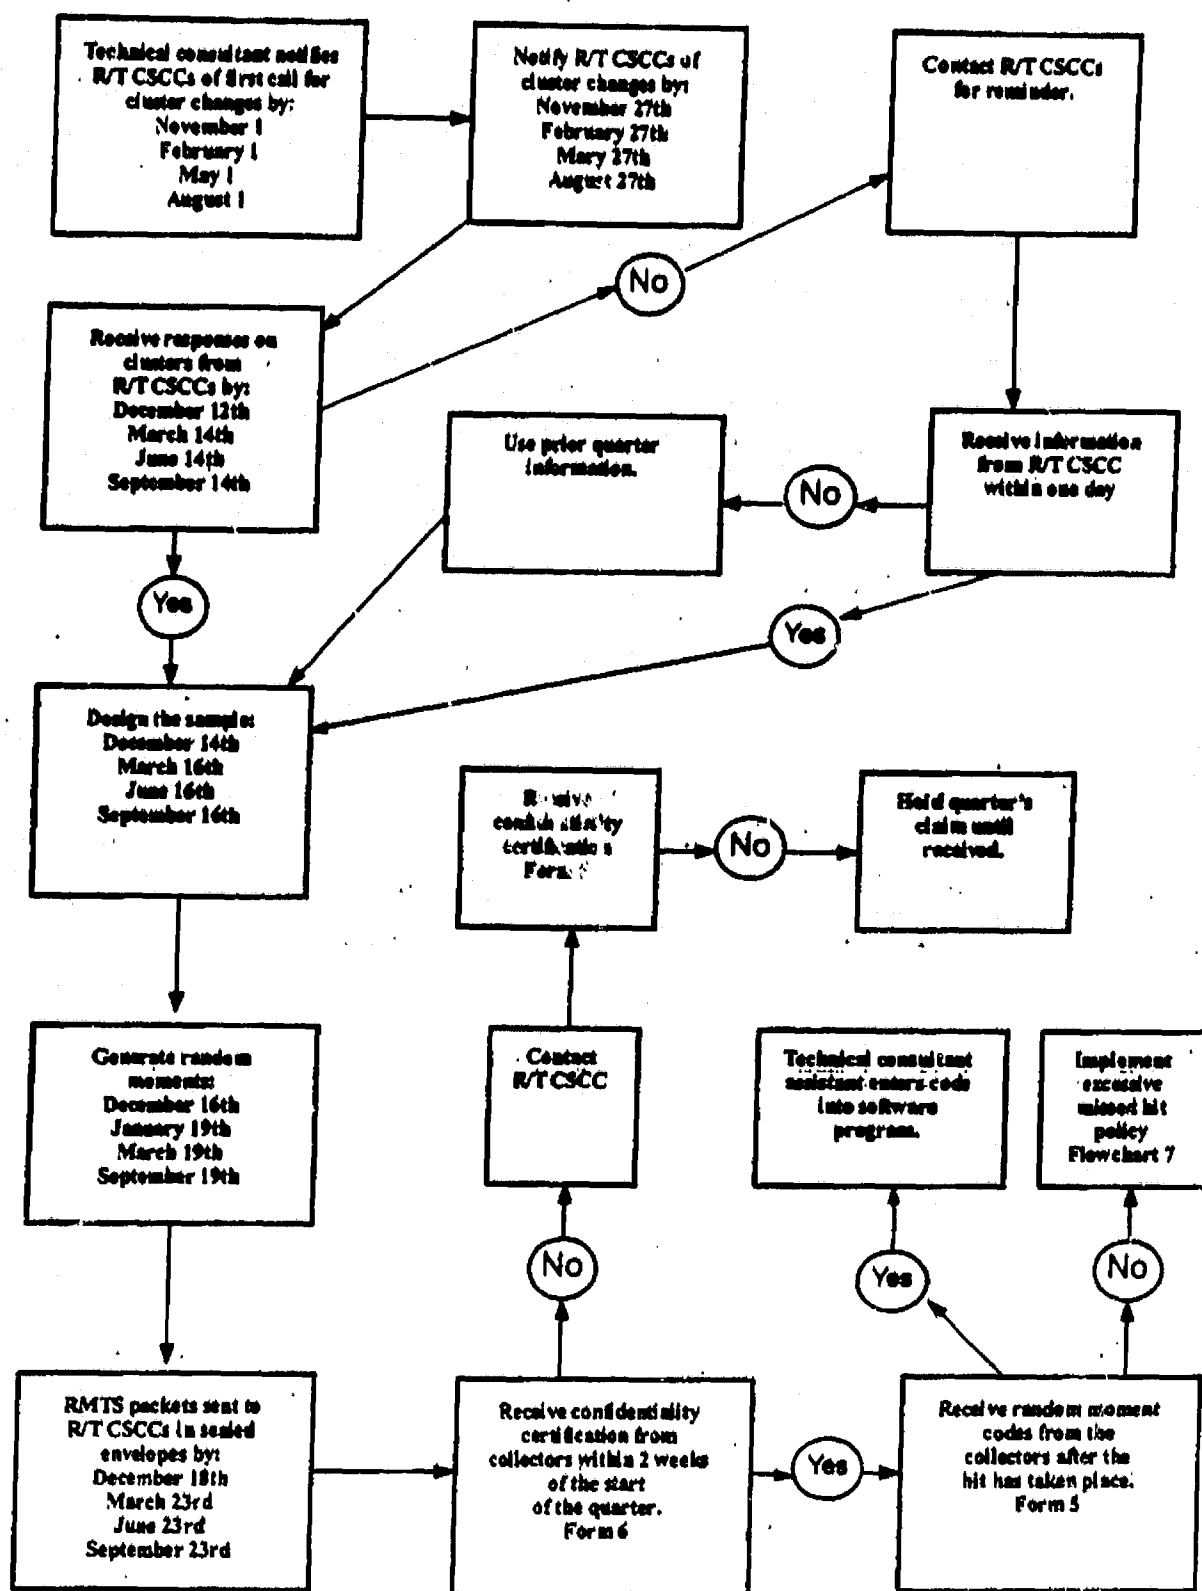 Technical consultant notifies
R/T CSCCs of first call for
cluster changes by:
November 1
February 1
May 1
August 1
Notify R/T CSCCs of
cluster changes by:
November 27th
February 27th
Mary 27th
August 27th
Contact R/T CSCCs
for reminder.
No
Receive responses on
clusters from
R/T CSCCs by:
December 12th
March 14th
June 14th
September 14th
Use prior quarter
information.
No
Receive information
from R/T CSCC
within one day
Yes
Yes
Design the sample:
December 14th
March 16th
June 16th
September 16th
Receive
certification
Form
No
Hold quarter's
claim until
received.
Generate random
moments:
December 16th
January 19th
March 19th
September 19th
Contact
R/T CSCC
Technical consultant
assistant enters code
into software
program.
Implement
excessive
missed hit
policy
Flowchart 7
No
Yes
No
RMTS packets sent to
R/T CSCCs in sealed
envelopes by:
December 18th
March 23rd
June 23rd
September 23rd
Receive confidentiality
certification from
collectors within 2 weeks
of the start
of the quarter.
Form 6
Yes
Receive random moment
codes from the
collectors after the
hit has taken place.
Form 5